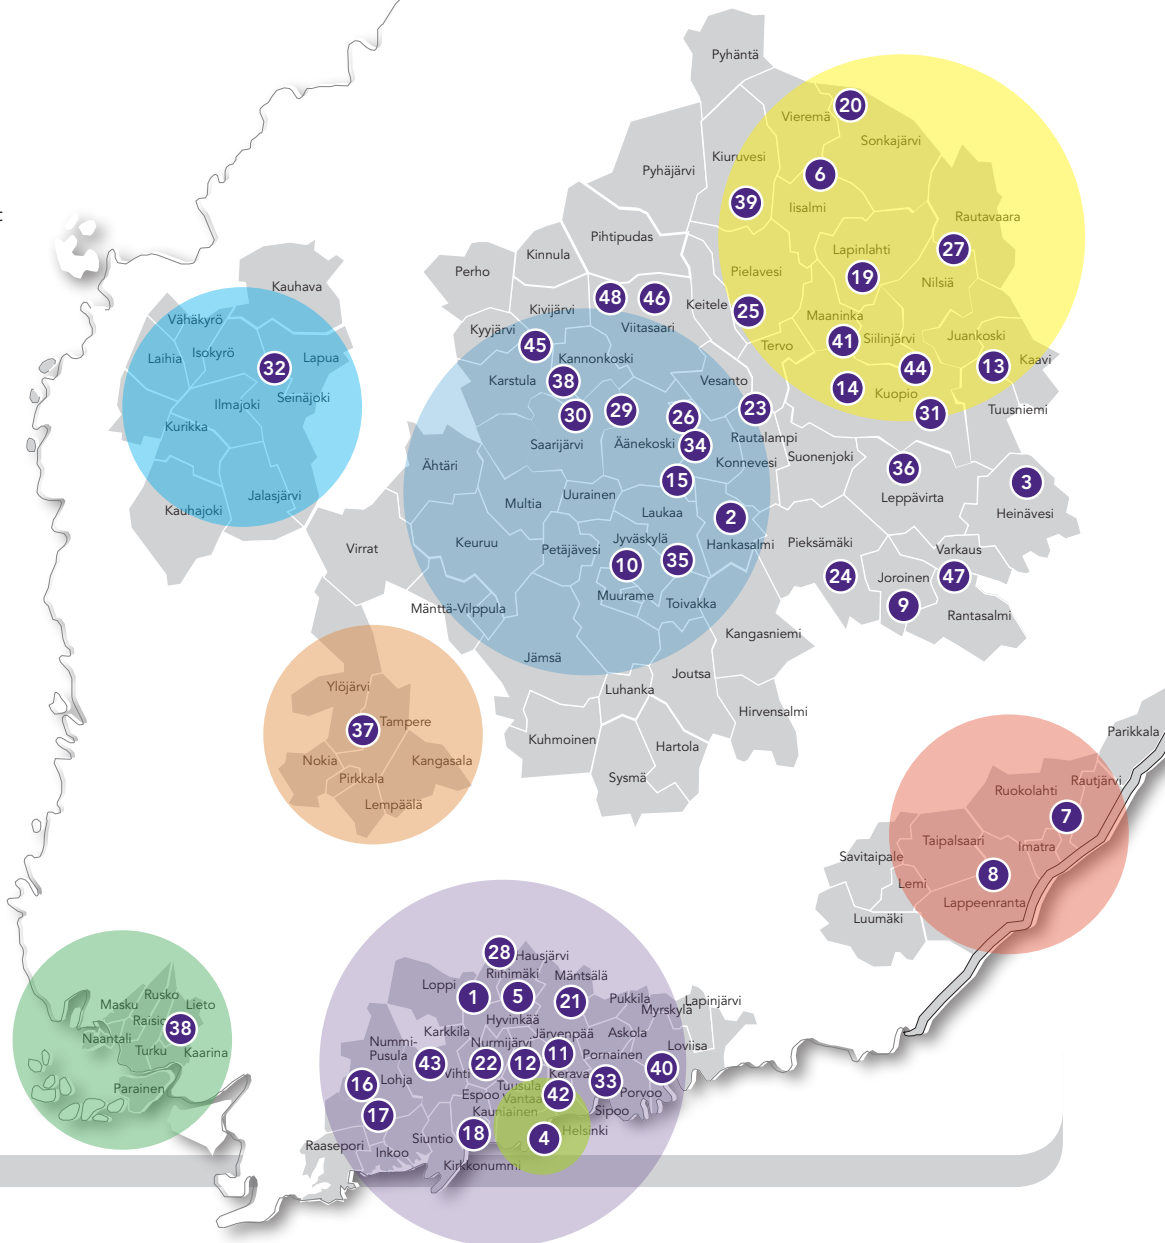 Pyhäntä
20
Vieremä
Sonkajärvi
Kiuruvesi
Pyhäjärvi
6
39
Iisalmi
t
Rautavaara
Pihtipudas
Lapinlahti
27
Kinnula
Perho
Pielavesi
19
Nilsiä
Kauhava
48
46
Keitele
25
Kivijärvi
Maaninka
Vähäkyrö
Kyyjärvi
Viitasaari
45
Tervo
41
Siilinjärvi
Juankoski
Laihia
Isokyrö
32
Lapua
Kannonkoski
44
13
Kaavi
Karstula
38
Vesanto
14
Kuopio
Ilmajoki
Seinäjoki
30
29
26
23
31
Tuusniemi
Kurikka
Saarijärvi
Äänekoski
34
Rautalampi
Ähtäri
Konnevesi
Suonenjoki
36
15
Leppävirta
3
Jalasjärvi
Kauhajoki
Multia
Uurainen
Laukaa
2
Heinävesi
Virrat
Keuruu
Petäjävesi
Jyväskylä
Hankasalmi
Pieksämäki
Varkaus
10
35
24
Joroinen
47
Muurame
Toivakka
9
Rantasalmi
Mänttä-Vilppula
Kangasniemi
Jämsä
Joutsa
Ylöjärvi
Luhanka
Hirvensalmi
37
Tampere
Kuhmoinen
Hartola
Parikkala
Nokia
Kangasala
Pirkkala
Sysmä
Rautjärvi
Ruokolahti
Lempäälä
7
Taipalsaari
Imatra
Savitaipale
8
Lemi
Lappeenranta
Luumäki
28
Hausjärvi
Riihimäki
Mäntsälä
Loppi
1
5
21
Pukkila
Lapinjärvi
Myrskylä
Masku
Rusko
Lieto
Raisio
38
Hyvinkää
Naantali
Turku
Kaarina
Karkkila
Järvenpää
Askola
Nummi-
Pusula
Nurmijärvi
Loviisa
43
22
12
11
Pornainen
Vihti
Kerava
40
Parainen
16
Lohja
Tuusula
33
Porvoo
Espoo
Vantaa
42
17
Kauniainen
Sipoo
Raasepori
Siuntio
18
4
Helsinki
Inkoo
Kirkkonummi